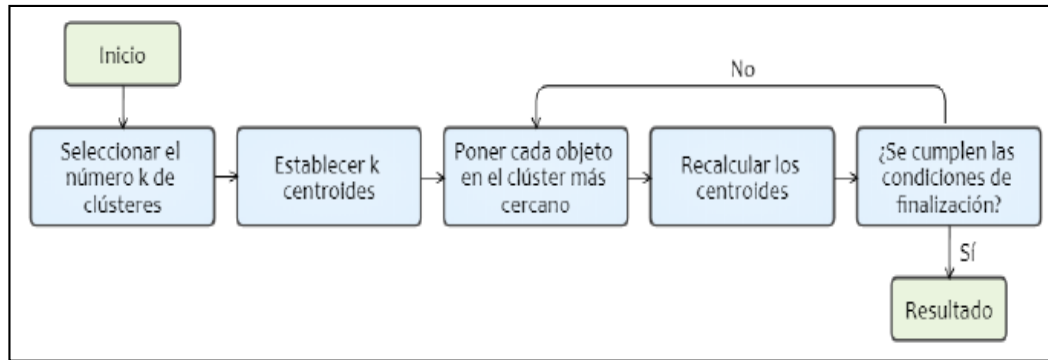 Inicio
No
Seleccionar el
número k de
clústeres
Establecer k
centroides
Poner cada objeto
en el clúster más
cercano
Recalcular los
centroides
¿Se cumplen las
condiciones de
finalización?
Sí
Resultado